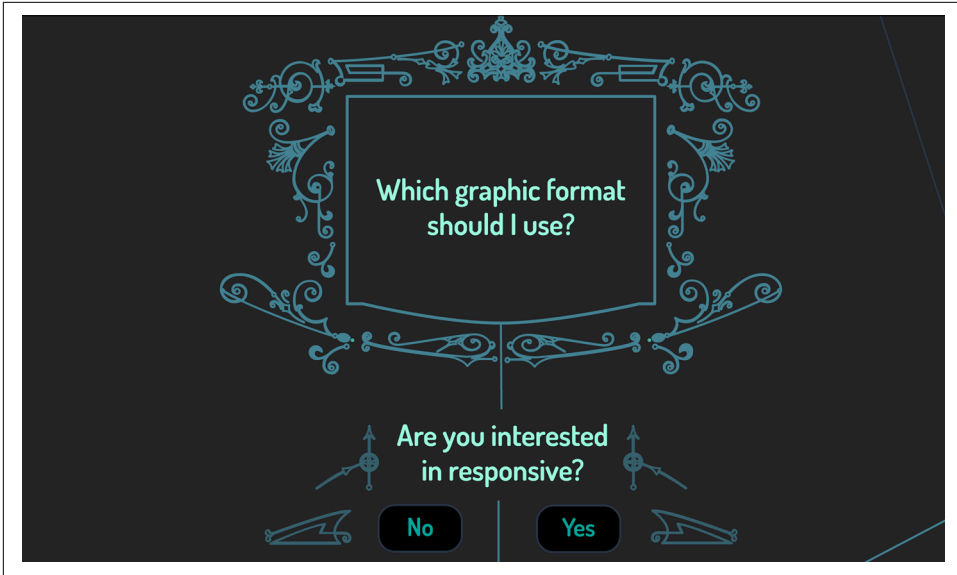 Which graphic format
should I use?
Are you interested
in responsive?
No
Yes